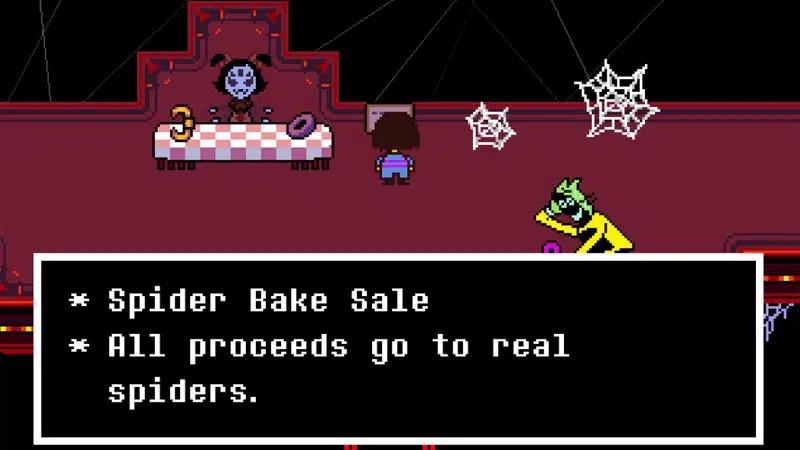 * Spider Bake Sale
* All proceeds go to real
spiders.